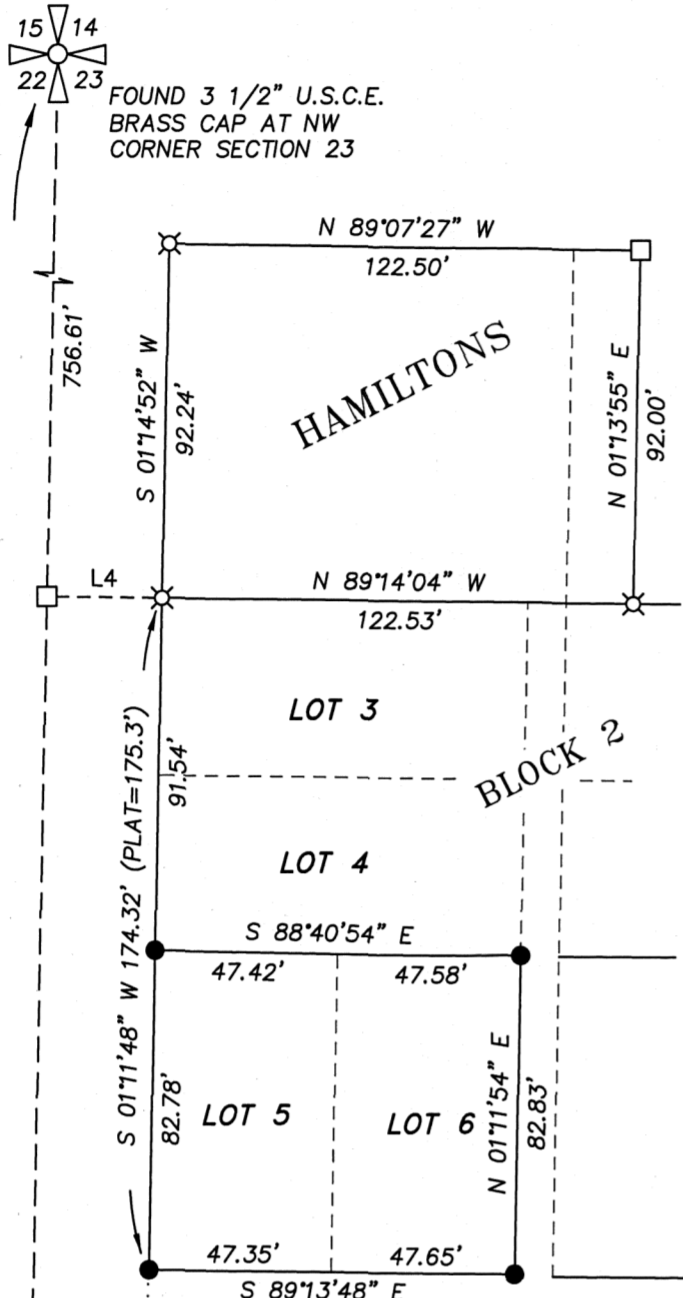 15 14
22 23
FOUND 3 1/2" U.S.C.E.
BRASS CAP AT NW
CORNER SECTION 23
N 89°07'27" W
122.50'
756.61'
S 01°14'52" W
92.24'
HAMILTONS
N 01°13'55" E
92.00'
L4
N 89°14'04" W
122.53'
LOT 3
S 01°11'48" W 174.32' (PLAT=175.3')
91.54'
BLOCK 2
LOT 4
S 88°40'54" E
47.42'
47.58'
82.78'
LOT 5
LOT 6
N 01°11'54" E
82.83'
47.35'
47.65'
S 89°13'48" E